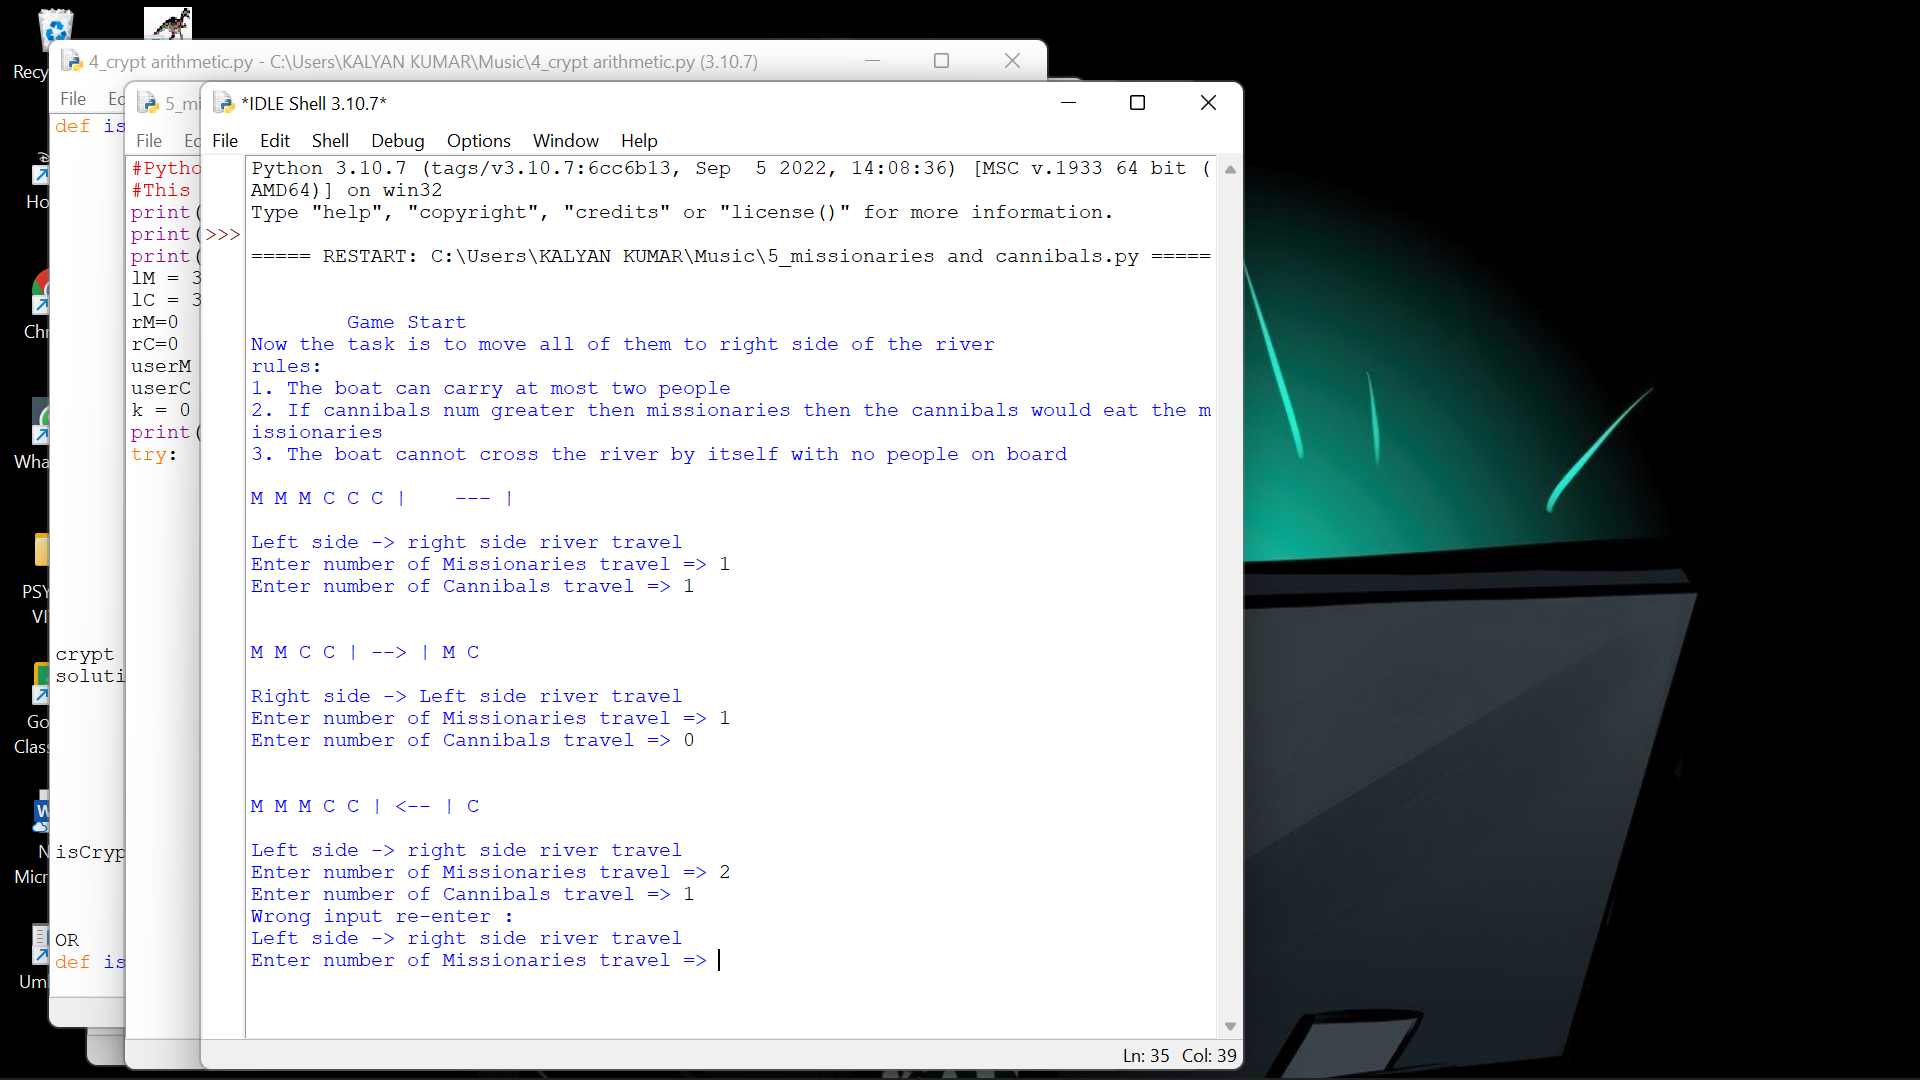 Recy
4_crypt arithmetic.py - C:\Users\KALYAN KUMAR\Music\4_crypt arithmetic.py (3.10.7)
File Ed
def is
crypt
soluti
isCryp
OR
def is
5_mi
File Ed
#Pytho
#This
print(
print(
print(
lM = 3
lC = 3
rM=0
rC=0
userM
userC
k = 0
print(
try:
*IDLE Shell 3.10.7*
File Edit Shell Debug Options Window Help
Python 3.10.7 (tags/v3.10.7:6cc6b13, Sep  5 2022, 14:08:36) [MSC v.1933 64 bit (
AMD64)] on win32
Type "help", "copyright", "credits" or "license()" for more information.
>>>
===== RESTART: C:\Users\KALYAN KUMAR\Music\5_missionaries and cannibals.py =====
Game Start
Now the task is to move all of them to right side of the river
rules:
1. The boat can carry at most two people
2. If cannibals num greater then missionaries then the cannibals would eat the m
issionaries
3. The boat cannot cross the river by itself with no people on board
M M M C C C |    --- |
Left side -> right side river travel
Enter number of Missionaries travel => 1
Enter number of Cannibals travel => 1
M M C C | --> | M C
Right side -> Left side river travel
Enter number of Missionaries travel => 1
Enter number of Cannibals travel => 0
M M M C C | <-- | C
Left side -> right side river travel
Enter number of Missionaries travel => 2
Enter number of Cannibals travel => 1
Wrong input re-enter :
Left side -> right side river travel
Enter number of Missionaries travel =>
Ln: 35 Col: 39
Ho
Chr
Wha
PSY
VI
Go
Class
N
Micr
Um